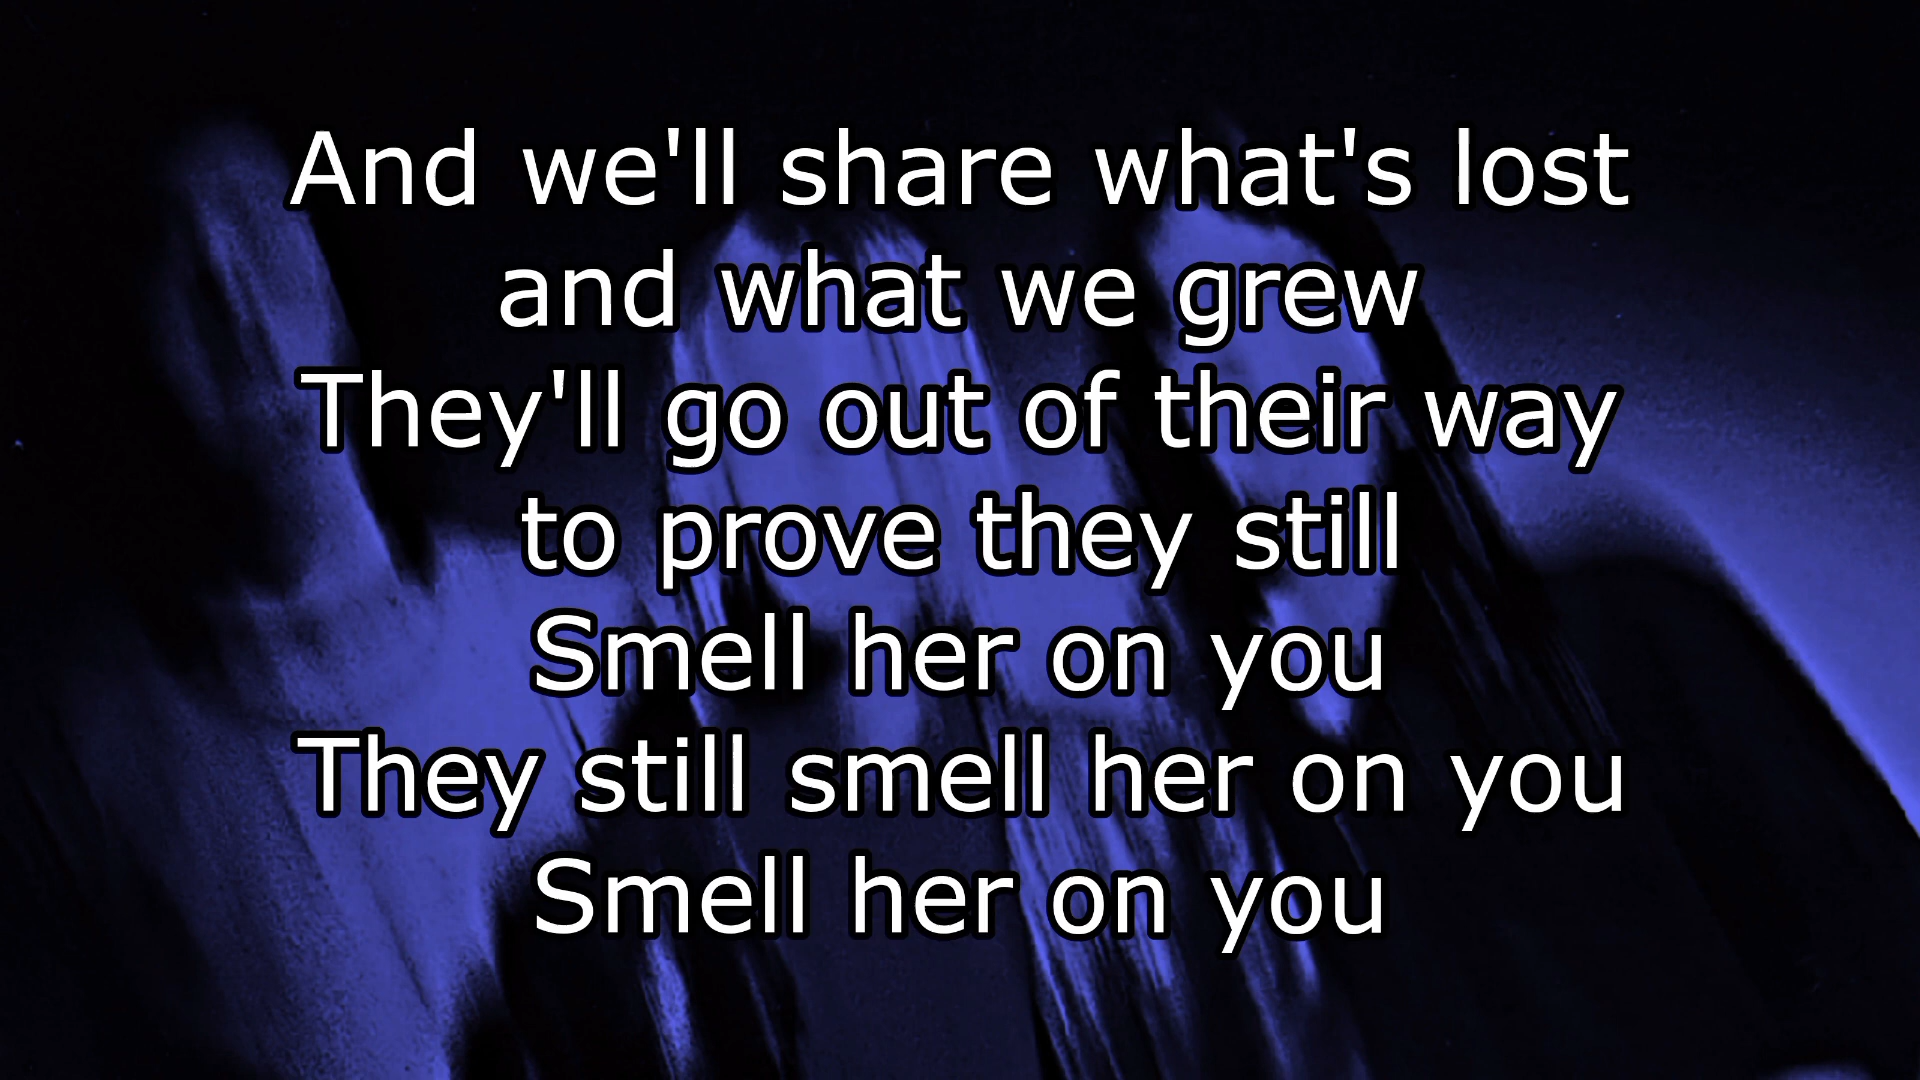 And we'll share what's lost
and what we grew
They'll go out of their way
to prove they still
Smell her on you
They still smell her on you
Smell her on you